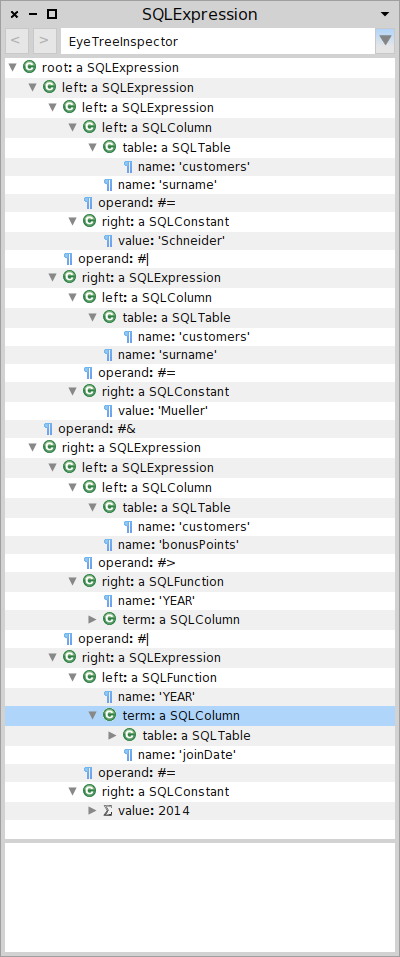 SQLExpression
< > EyeTreeInspector
root: a SQLExpression
left: a SQLExpression
left: a SQLExpression
left: a SQLColumn
table: a SQLTable
name: 'customers'
name: 'surname'
operand: #=
right: a SQLConstant
value: 'Schneider'
operand: #|
right: a SQLExpression
left: a SQLColumn
table: a SQLTable
name: 'customers'
name: 'surname'
operand: #=
right: a SQLConstant
value: 'Mueller'
operand: #&
right: a SQLExpression
left: a SQLExpression
left: a SQLColumn
table: a SQLTable
name: 'customers'
name: 'bonusPoints'
operand: #>
right: a SQLFunction
name: 'YEAR'
term: a SQLColumn
operand: #|
right: a SQLExpression
left: a SQLFunction
name: 'YEAR'
term: a SQLColumn
table: a SQLTable
name: 'joinDate'
operand: #=
right: a SQLConstant
value: 2014